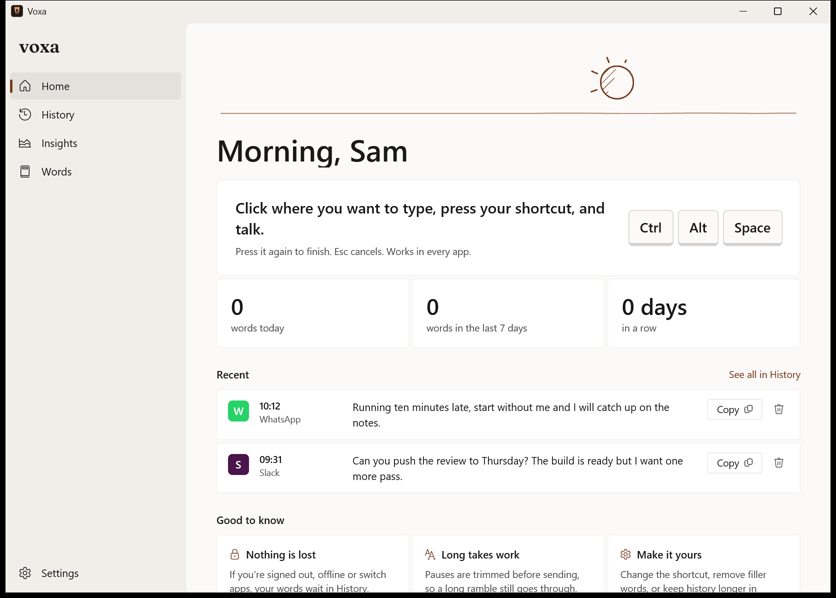 Voxa
voxa
Home
History
Insights
Words
Settings
Morning, Sam
Click where you want to type, press your shortcut, and
talk.
Press it again to finish. Esc cancels. Works in every app.
Ctrl
Alt
Space
0
words today
0
words in the last 7 days
0 days
in a row
Recent
See all in History
W
10:12
WhatsApp
Running ten minutes late, start without me and I will catch up on the
notes.
Copy
S
09:31
Slack
Can you push the review to Thursday? The build is ready but I want one
more pass.
Copy
Good to know
Nothing is lost
If you're signed out, offline or switch
apps, your words wait in History.
Long takes work
Pauses are trimmed before sending,
so a long ramble still goes through.
Make it yours
Change the shortcut, remove filler
words, or keep history longer in